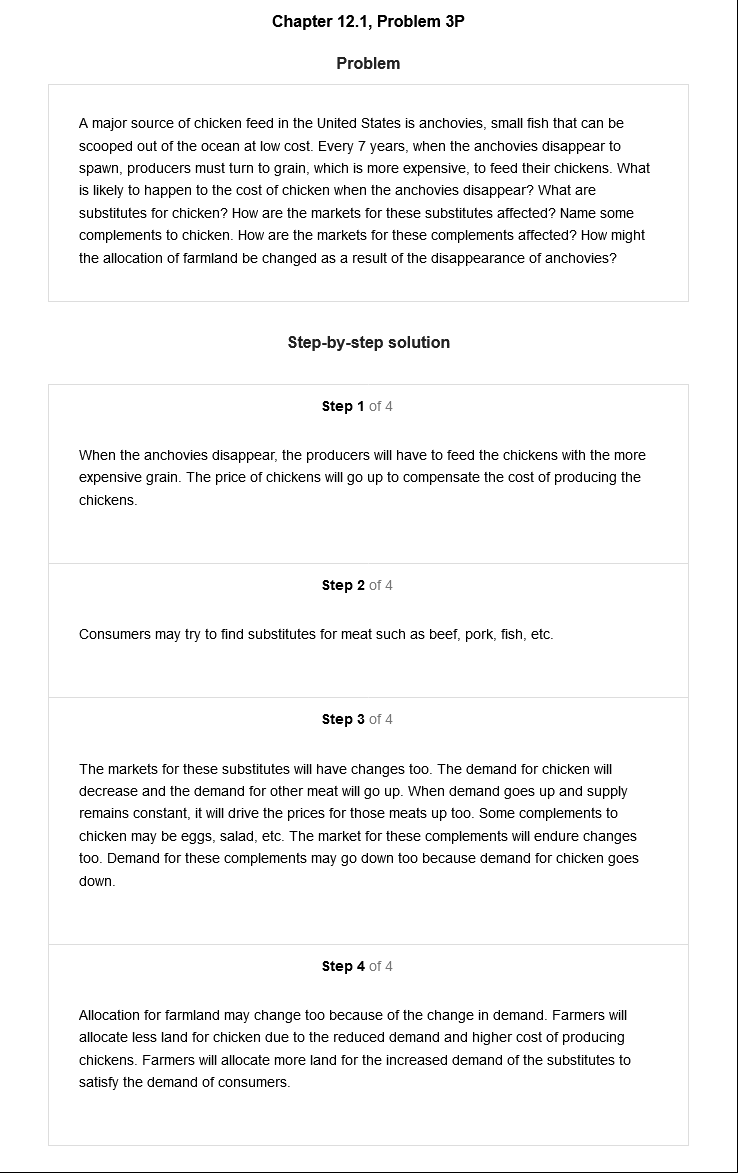 Chapter 12.1, Problem 3P
Problem
A major source of chicken feed in the United States is anchovies, small fish that can be
scooped out of the ocean at low cost. Every 7 years, when the anchovies disappear to
spawn, producers must turn to grain, which is more expensive, to feed their chickens. What
is likely to happen to the cost of chicken when the anchovies disappear? What are
substitutes for chicken? How are the markets for these substitutes affected? Name some
complements to chicken. How are the markets for these complements affected? How might
the allocation of farmland be changed as a result of the disappearance of anchovies?
Step-by-step solution
Step 1 of 4
When the anchovies disappear, the producers will have to feed the chickens with the more
expensive grain. The price of chickens will go up to compensate the cost of producing the
chickens.
Step 2 of 4
Consumers may try to find substitutes for meat such as beef, pork, fish, etc.
Step 3 of 4
The markets for these substitutes will have changes too. The demand for chicken will
decrease and the demand for other meat will go up. When demand goes up and supply
remains constant, it will drive the prices for those meats up too. Some complements to
chicken may be eggs, salad, etc. The market for these complements will endure changes
too. Demand for these complements may go down too because demand for chicken goes
down.
Step 4 of 4
Allocation for farmland may change too because of the change in demand. Farmers will
allocate less land for chicken due to the reduced demand and higher cost of producing
chickens. Farmers will allocate more land for the increased demand of the substitutes to
satisfy the demand of consumers.